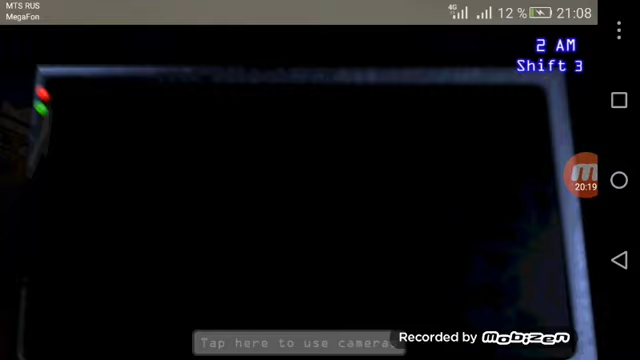 MTS RUS
MegaFon
4G
12 %
21:08
2 AM
Shift 3
20:19
Tap here to use camera
Recorded by mobizen